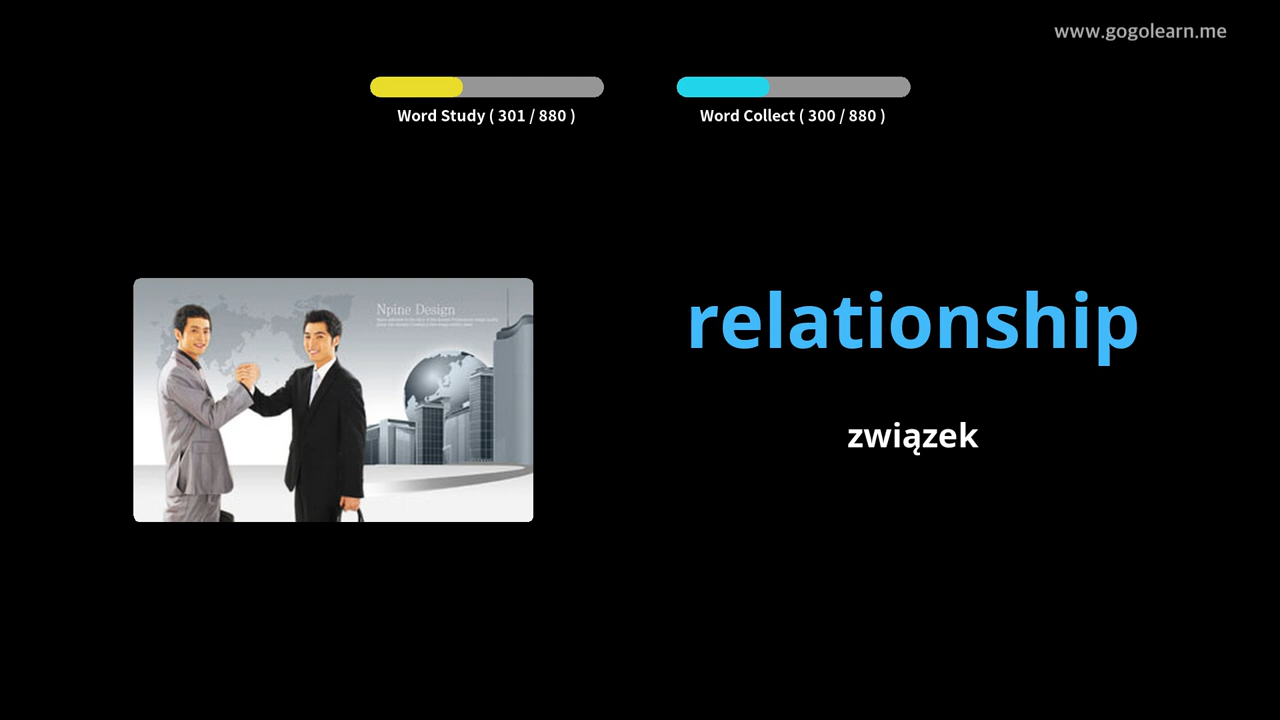 www.gogolearn.me
Word Study ( 301 / 880 )
Word Collect ( 300 / 880 )
Npine Design
relationship
związek